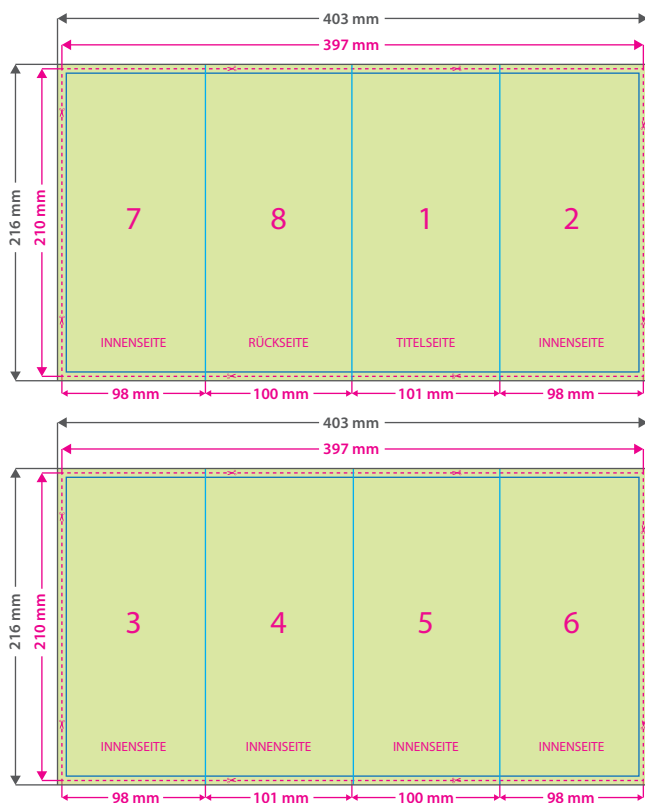 403 mm
397 mm
216 mm
210 mm
7 8 1 2
INNENSEITE RÜCKSEITE TITELSEITE INNENSEITE
98 mm 100 mm 101 mm 98 mm
403 mm
397 mm
216 mm
210 mm
3 4 5 6
INNENSEITE INNENSEITE INNENSEITE INNENSEITE
98 mm 101 mm 100 mm 98 mm